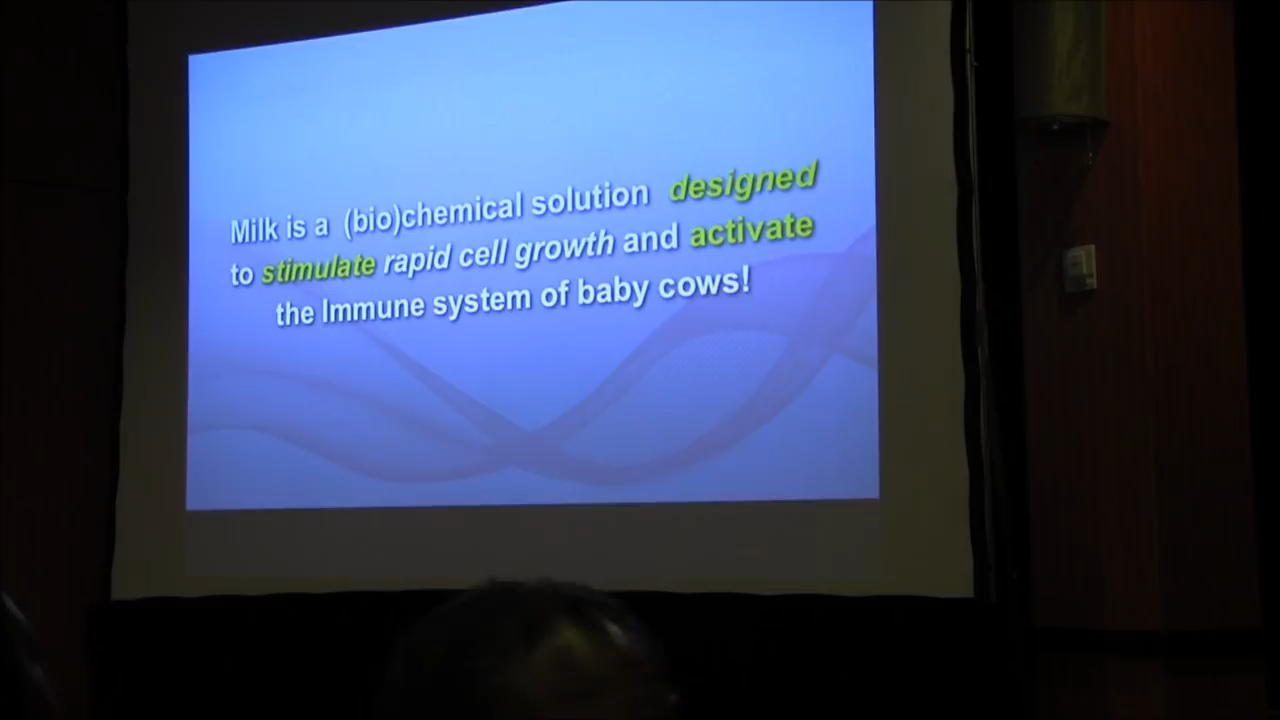 Milk is a (bio)chemical solution designed
to stimulate rapid cell growth and activate
the Immune system of baby cows!